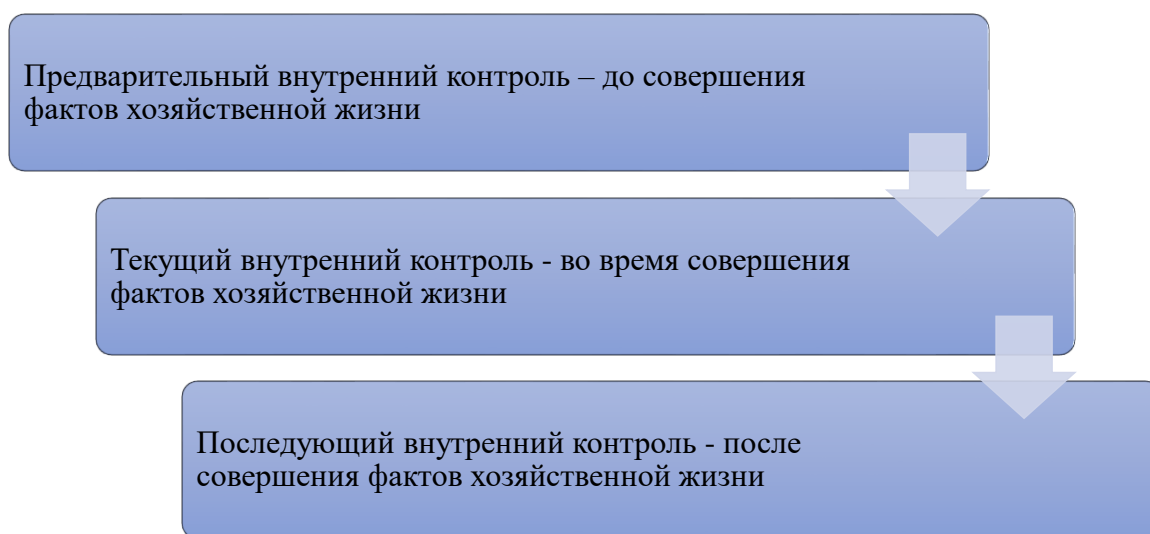 Предварительный внутренний контроль – до совершения
фактов хозяйственной жизни
Текущий внутренний контроль - во время совершения
фактов хозяйственной жизни
Последующий внутренний контроль - после
совершения фактов хозяйственной жизни